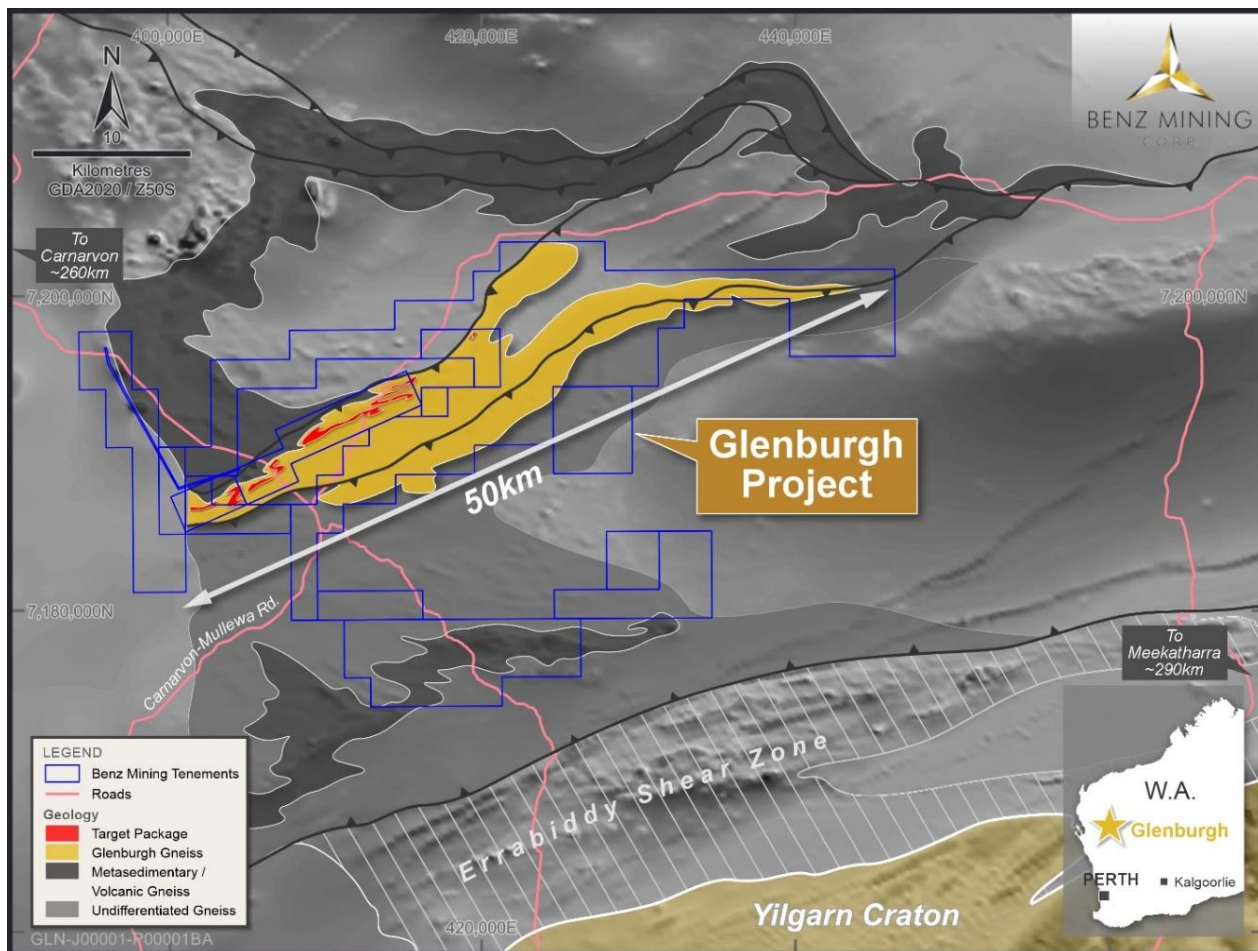 400,000E
420,000E
440,000E
N
10
Kilometres
GDA2020 / Z50S
BENZ MINING
CORP.
To
Carnarvon
~260km
7,200,000N
7,200,000N
Glenburgh
Project
50km
7,180,000N
Carnarvon-Mullewa Rd.
To
Meekatharra
~290km
Errabiddy Shear Zone
LEGEND
Benz Mining Tenements
Roads
Geology
Target Package
Glenburgh Gneiss
Metasedimentary /
Volcanic Gneiss
Undifferentiated Gneiss
W.A.
Glenburgh
PERTH
Kalgoorlie
Yilgarn Craton
420,000E
GLN-J00001-P00001BA